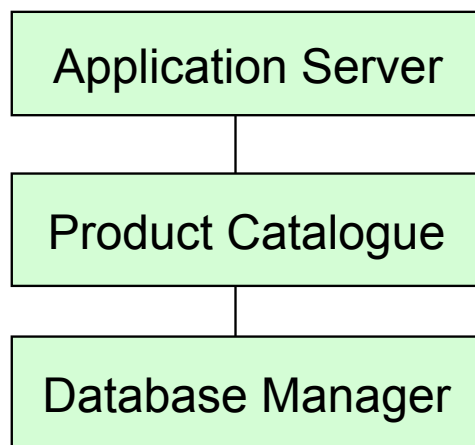 Application Server
Product Catalogue
Database Manager